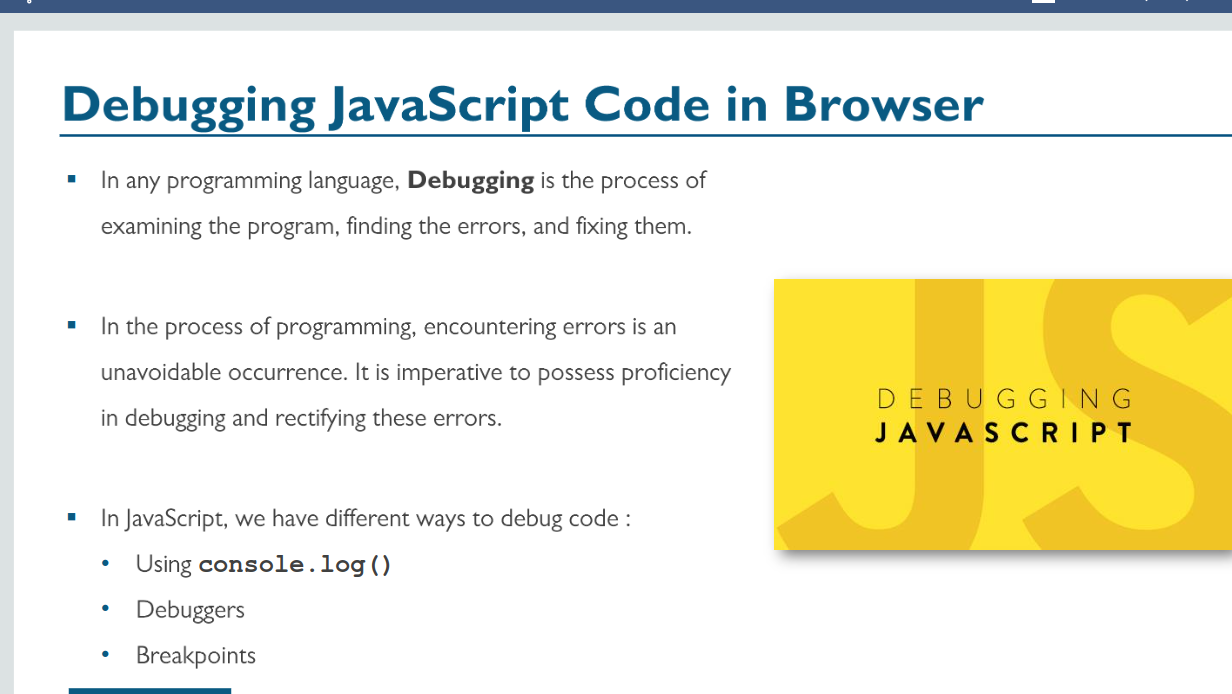 Debugging JavaScript Code in Browser
In any programming language, Debugging is the process of
examining the program, finding the errors, and fixing them.
In the process of programming, encountering errors is an
unavoidable occurrence. It is imperative to possess proficiency
in debugging and rectifying these errors.
In JavaScript, we have different ways to debug code :
Using console.log()
Debuggers
Breakpoints
JS
DEBUGGING
JAVASCRIPT